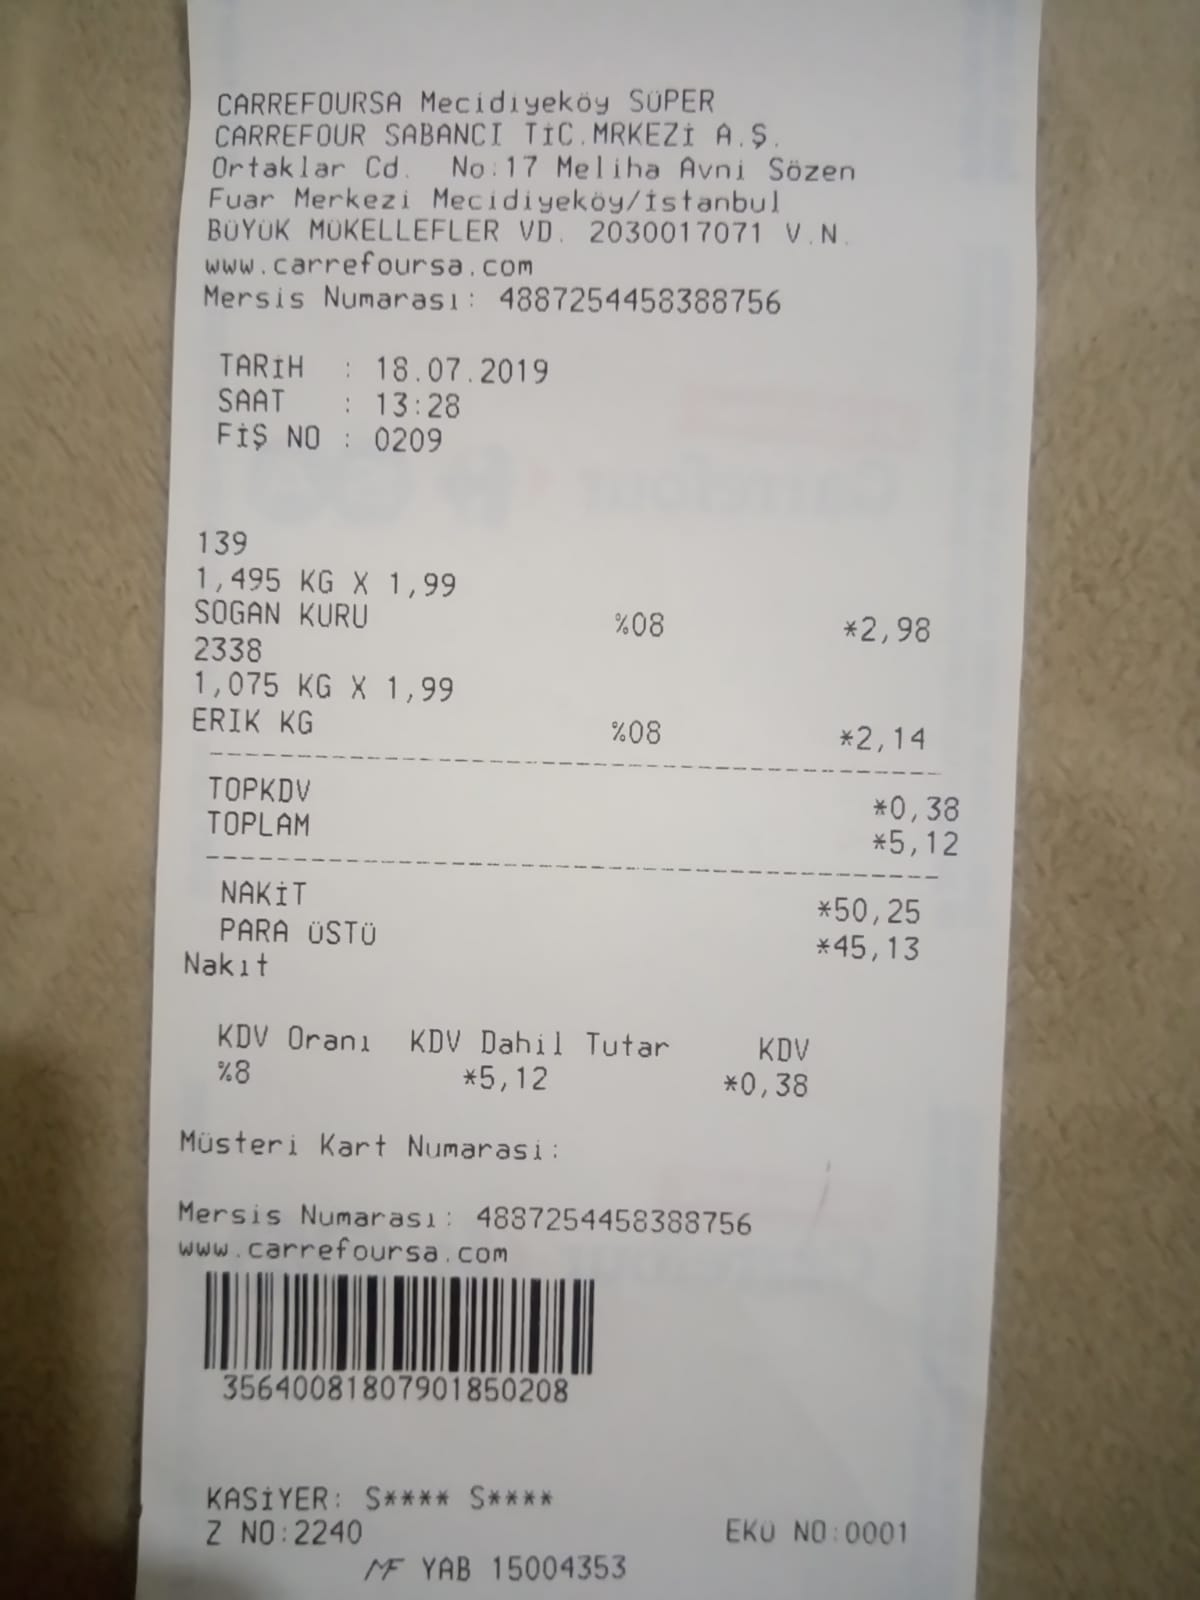 CARREFOURSA Mecidiyeköy SÜPER
CARREFOUR SABANCI TİC.MRKEZİ A.Ş.
Ortaklar Cd. No:17 Meliha Avni Sözen
Fuar Merkezi Mecidiyeköy/İstanbul
BÜYÜK MÜKELLEFLER VD. 2030017071 V.N.
www.carrefoursa.com
Mersis Numarası: 4887254458388756
TARİH : 18.07.2019
SAAT : 13:28
FİŞ NO : 0209
139
1,495 KG X 1,99
SOGAN KURU %08 *2,98
2338
1,075 KG X 1,99
ERIK KG %08 *2,14
TOPKDV *0,38
TOPLAM *5,12
NAKİT *50,25
PARA ÜSTÜ *45,13
Nakıt
KDV Oranı KDV Dahil Tutar KDV
%8 *5,12 *0,38
Müsteri Kart Numarasi:
Mersis Numarası: 4887254458388756
www.carrefoursa.com
35640081807901850208
KASİYER: S**** S****
Z NO:2240 EKÜ NO:0001
MF YAB 15004353